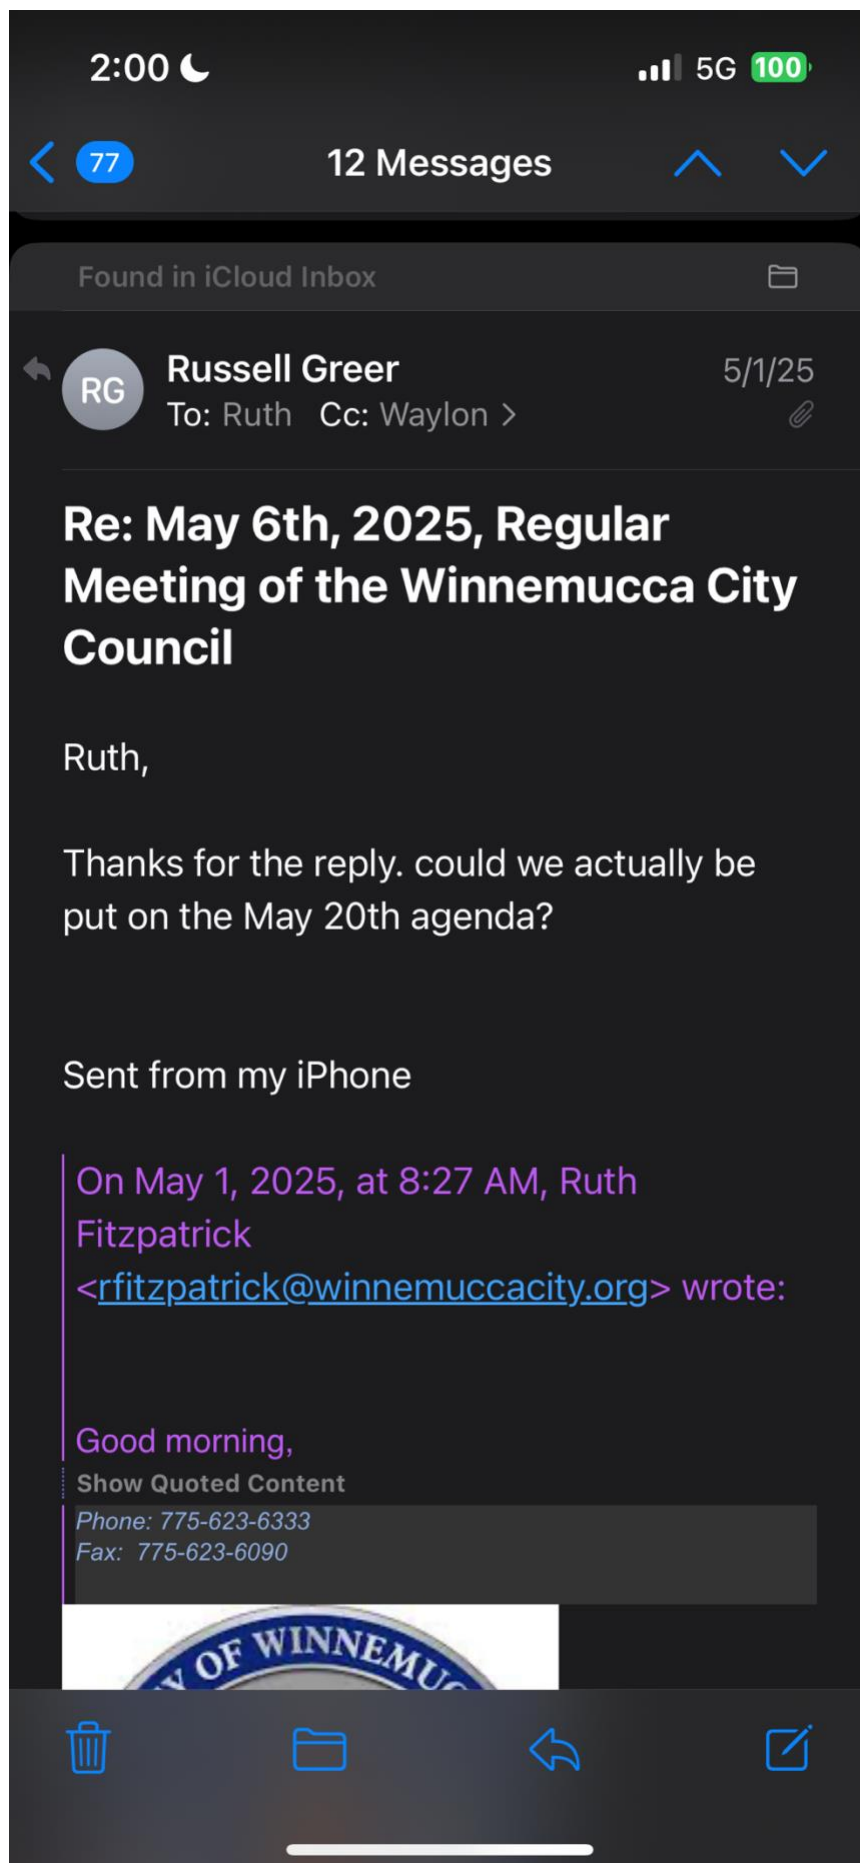 2:00 5G 100
77 12 Messages
Found in iCloud Inbox
RG Russell Greer 5/1/25
To: Ruth Cc: Waylon >
Re: May 6th, 2025, Regular
Meeting of the Winnemucca City
Council
Ruth,
Thanks for the reply. could we actually be
put on the May 20th agenda?
Sent from my iPhone
On May 1, 2025, at 8:27 AM, Ruth
Fitzpatrick
<rfitzpatrick@winnemuccacity.org> wrote:
Good morning,
Show Quoted Content
Phone: 775-623-6333
Fax: 775-623-6090
Y OF WINNEMUC